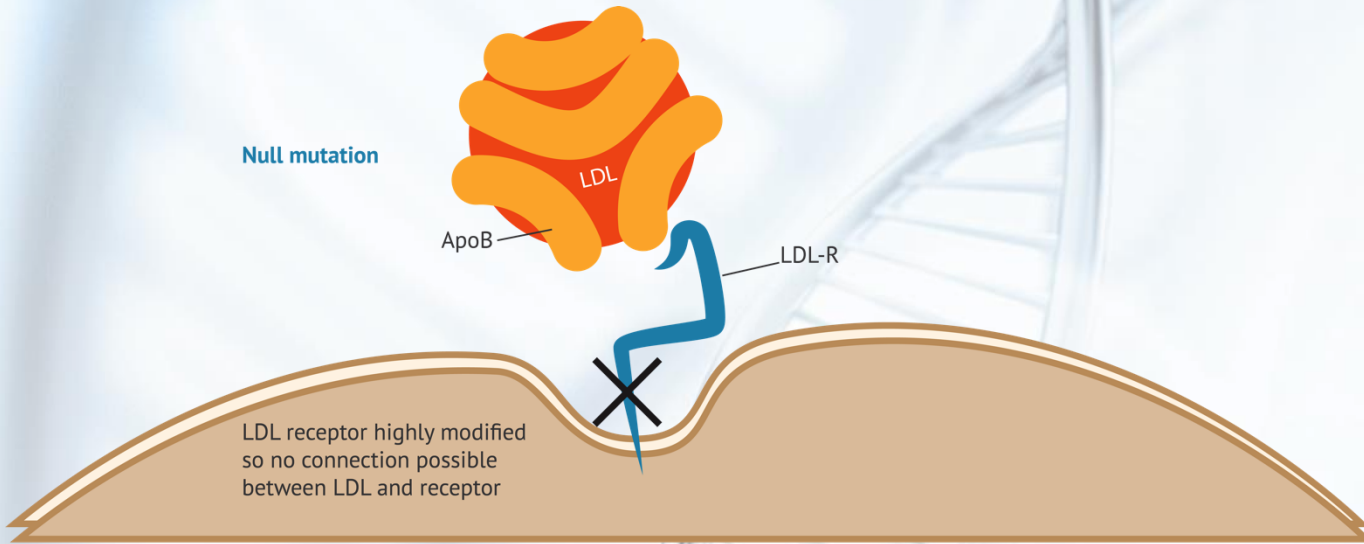 Null mutation
LDL
ApoB
LDL-R
LDL receptor highly modified
so no connection possible
between LDL and receptor